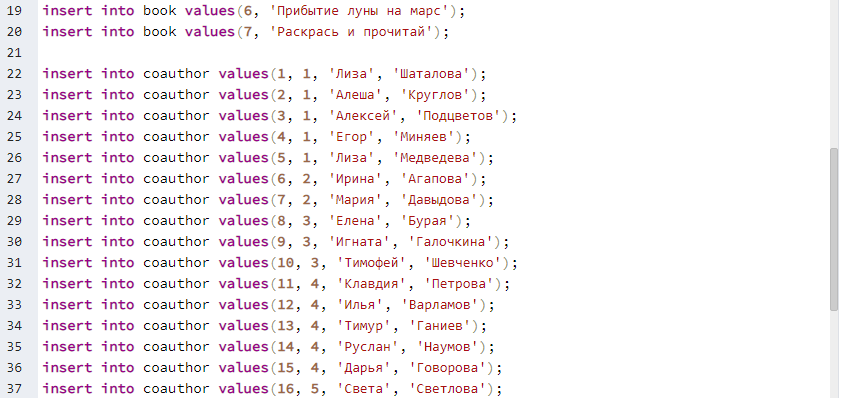 19 insert into book values(6, 'Прибытие луны на марс');
20 insert into book values(7, 'Раскрась и прочитай');
21
22 insert into coauthor values(1, 1, 'Лиза', 'Шаталова');
23 insert into coauthor values(2, 1, 'Алеша', 'Круглов');
24 insert into coauthor values(3, 1, 'Алексей', 'Подцветов');
25 insert into coauthor values(4, 1, 'Егор', 'Миняев');
26 insert into coauthor values(5, 1, 'Лиза', 'Медведева');
27 insert into coauthor values(6, 2, 'Ирина', 'Агапова');
28 insert into coauthor values(7, 2, 'Мария', 'Давыдова');
29 insert into coauthor values(8, 3, 'Елена', 'Бурая');
30 insert into coauthor values(9, 3, 'Игната', 'Галочкина');
31 insert into coauthor values(10, 3, 'Тимофей', 'Шевченко');
32 insert into coauthor values(11, 4, 'Клавдия', 'Петрова');
33 insert into coauthor values(12, 4, 'Илья', 'Варламов');
34 insert into coauthor values(13, 4, 'Тимур', 'Ганиев');
35 insert into coauthor values(14, 4, 'Руслан', 'Наумов');
36 insert into coauthor values(15, 4, 'Дарья', 'Говорова');
37 insert into coauthor values(16, 5, 'Света', 'Светлова');